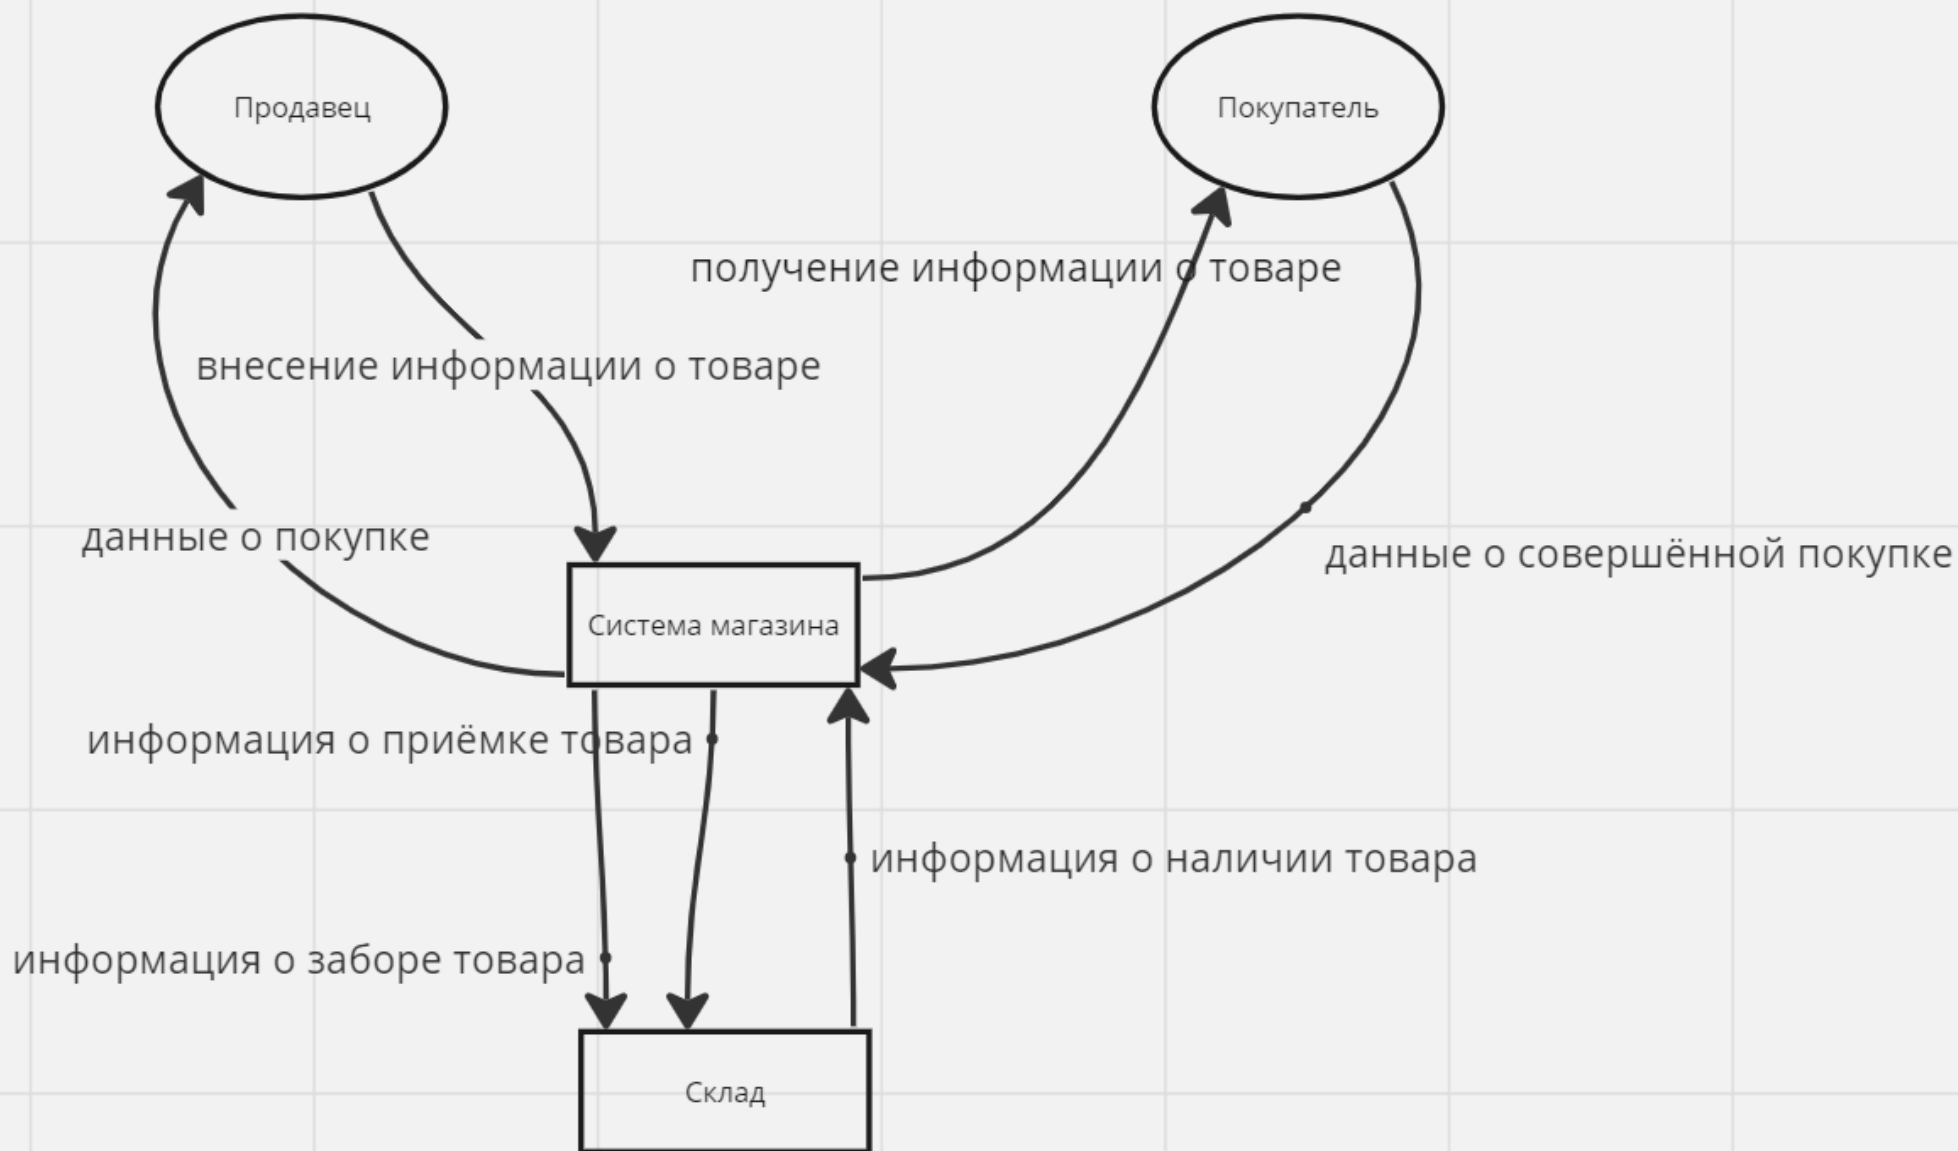 Продавец
Покупатель
получение информации о товаре
внесение информации о товаре
данные о покупке
данные о совершённой покупке
Система магазина
информация о приёмке товара
информация о наличии товара
информация о заборе товара
Склад